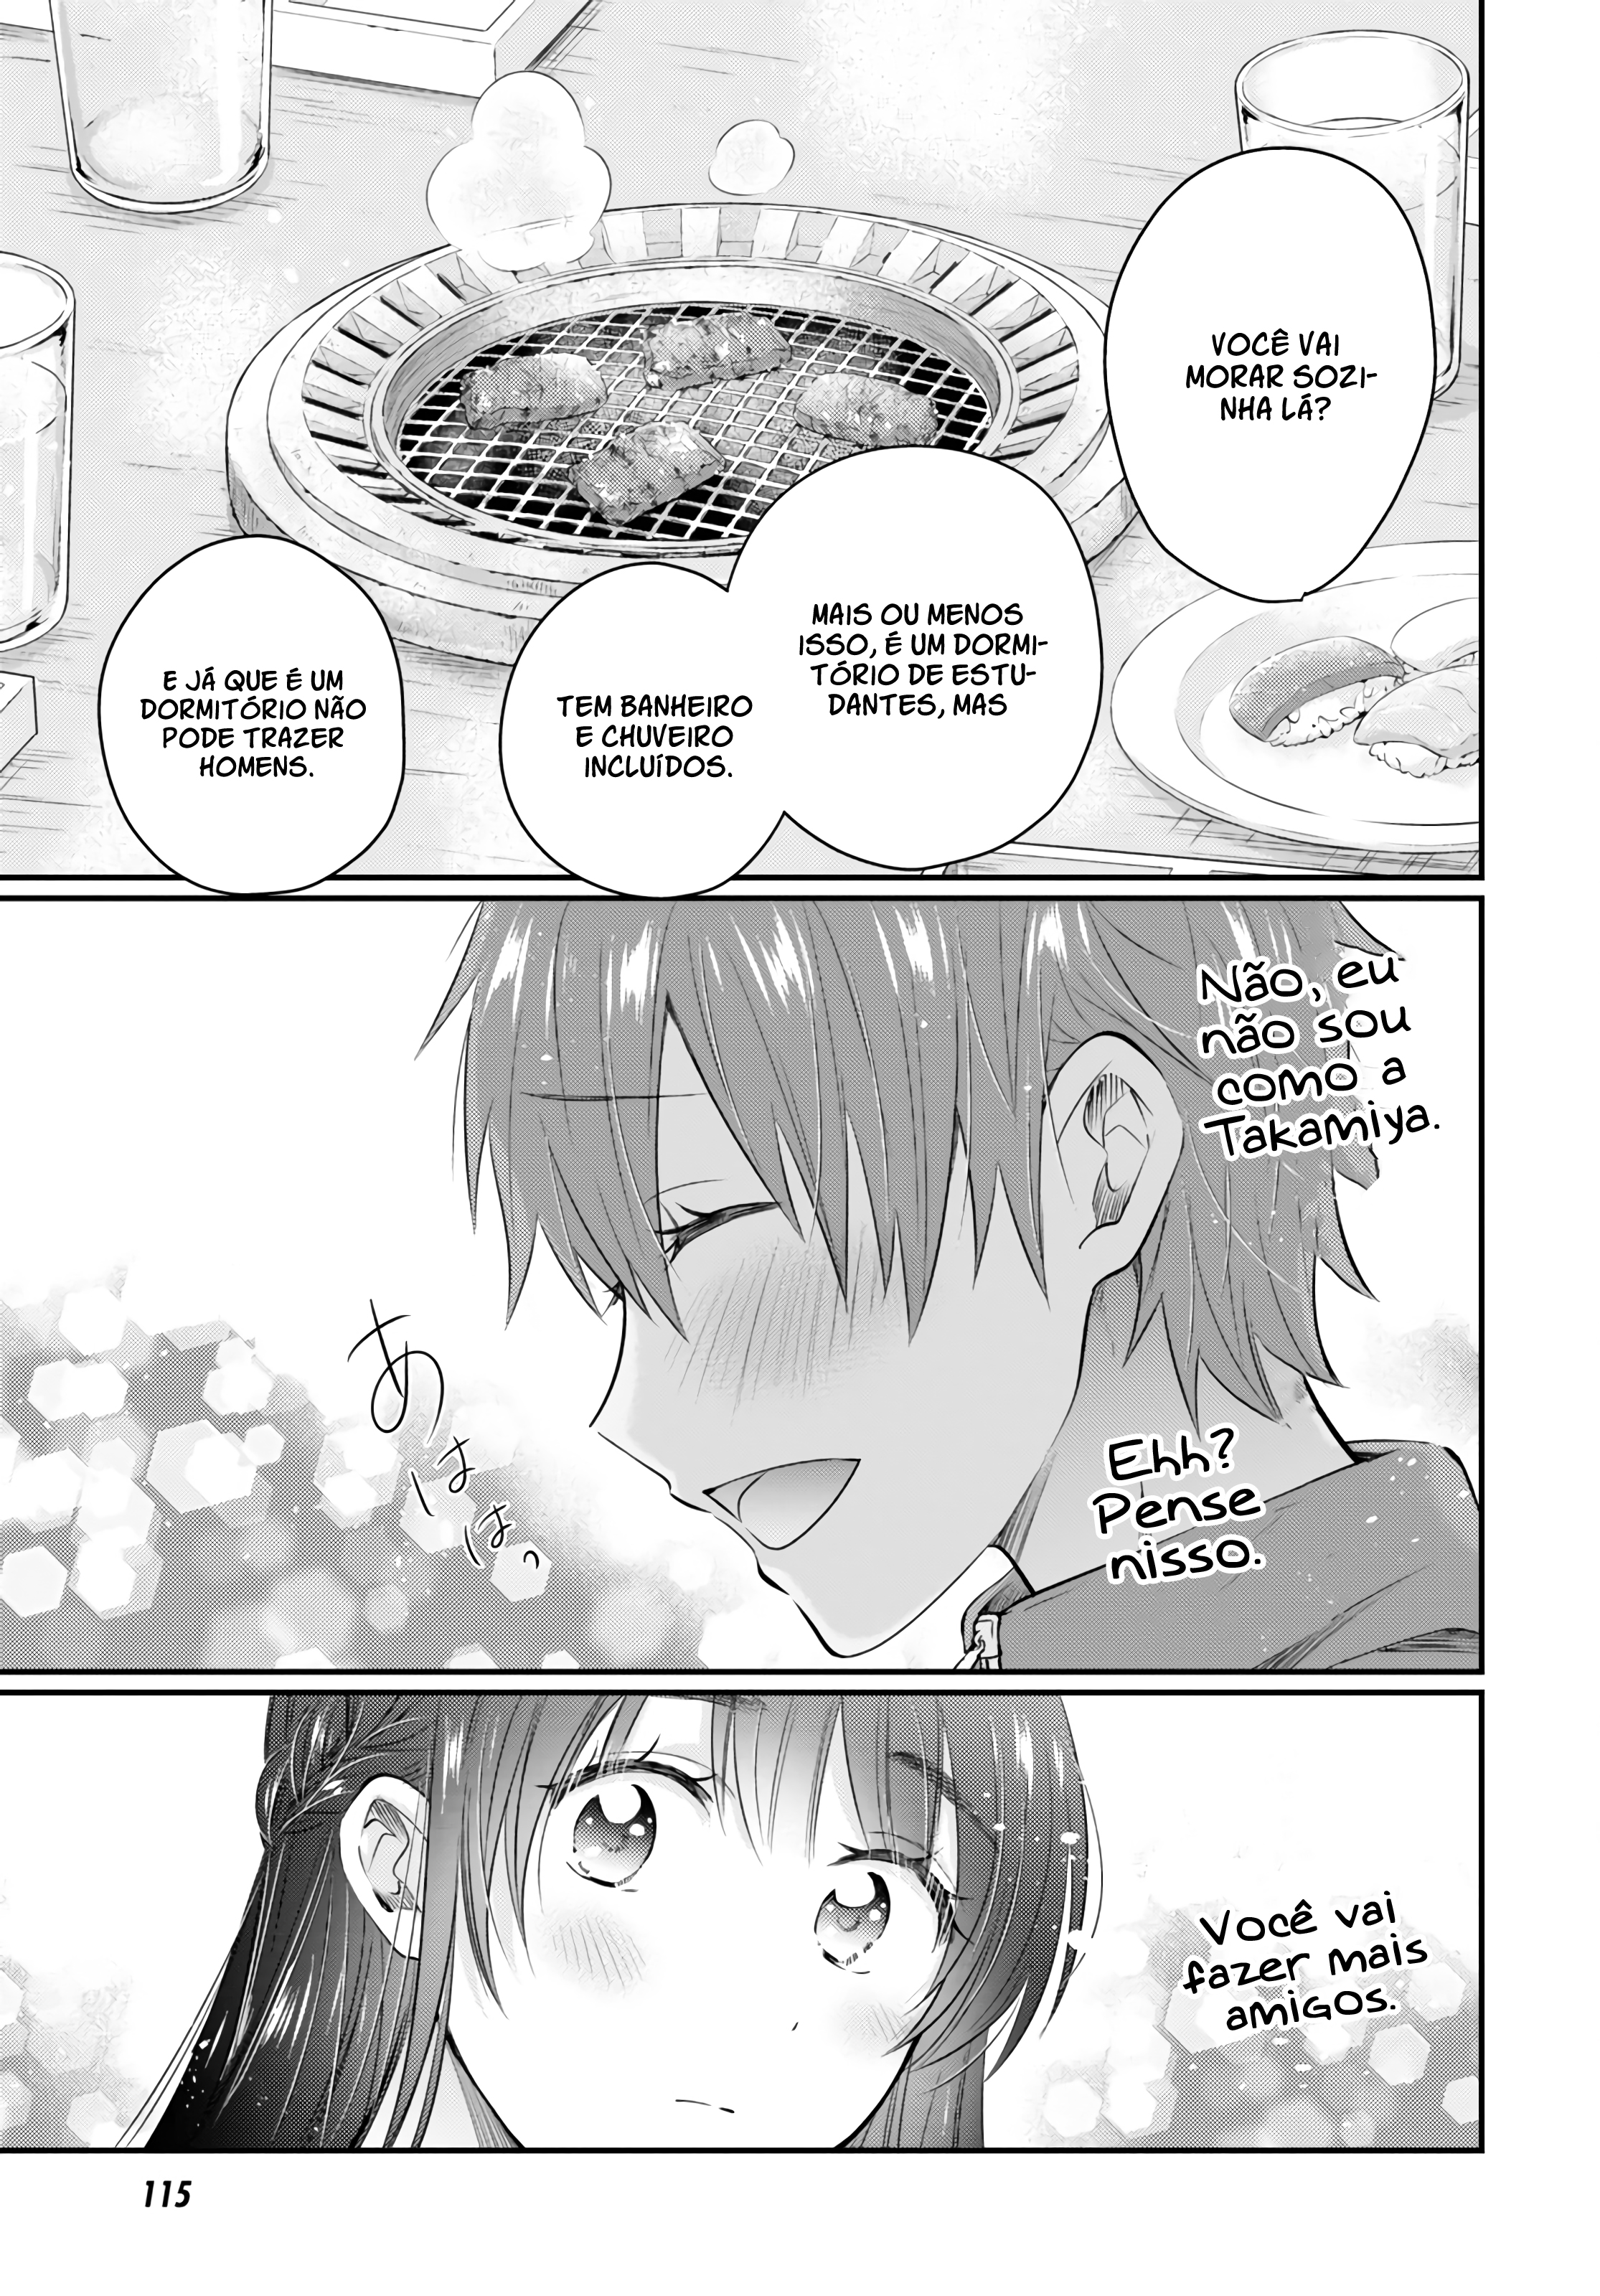 VOCÊ VAI
MORAR SOZI-
NHA LÁ?
MAIS OU MENOS
ISSO, É UM DORMI-
TÓRIO DE ESTU-
DANTES, MAS
TEM BANHEIRO
E CHUVEIRO
INCLUÍDOS.
E JÁ QUE É UM
DORMITÓRIO NÃO
PODE TRAZER
HOMENS.
Não, eu
não sou
como a
Takamiya.
Ehh?
Pense
nisso.
あはは。
Você vai
fazer mais
amigos.
115